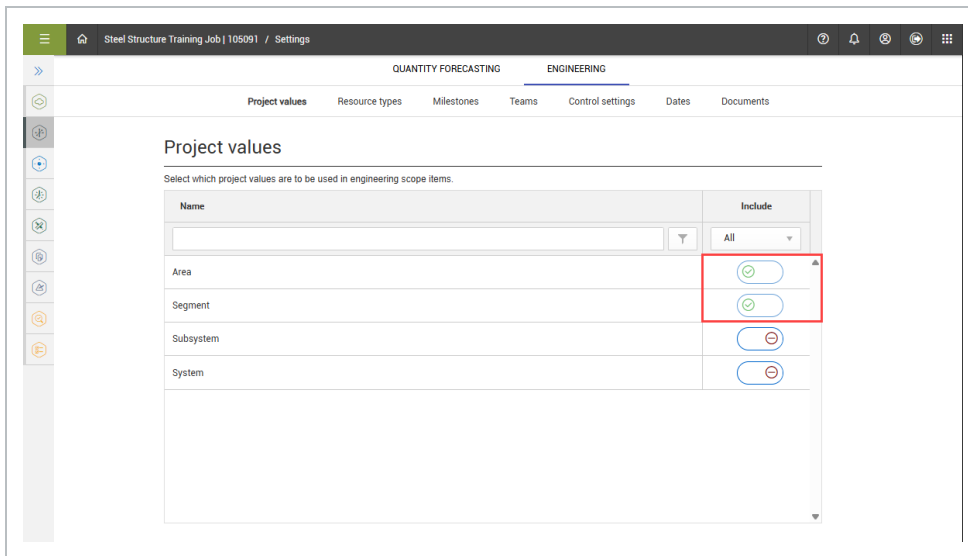 Steel Structure Training Job | 105091 / Settings
QUANTITY FORECASTING ENGINEERING
Project values Resource types Milestones Teams Control settings Dates Documents
Project values
Select which project values are to be used in engineering scope items.
Name Include
All
Area
Segment
Subsystem
System